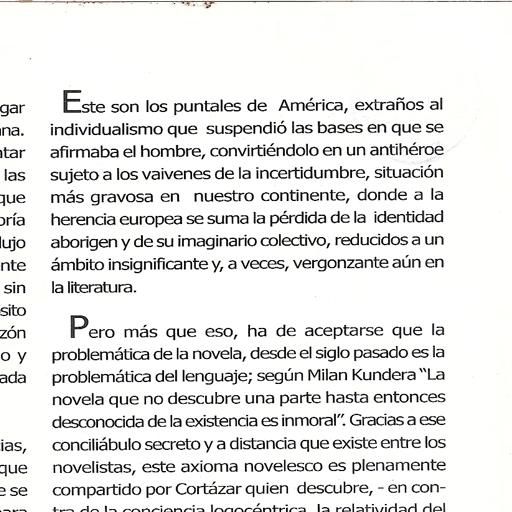 gar
na.
tar
las
que
oría
lujo
nte
sin
sito
zón
o y
ada
ias,
que
e se
para
Este son los puntales de América, extraños al
individualismo que suspendió las bases en que se
afirmaba el hombre, convirtiéndolo en un antihéroe
sujeto a los vaivenes de la incertidumbre, situación
más gravosa en nuestro continente, donde a la
herencia europea se suma la pérdida de la identidad
aborigen y de su imaginario colectivo, reducidos a un
ámbito insignificante y, a veces, vergonzante aún en
la literatura.
Pero más que eso, ha de aceptarse que la
problemática de la novela, desde el siglo pasado es la
problemática del lenguaje; según Milan Kundera “La
novela que no descubre una parte hasta entonces
desconocida de la existencia es inmoral”. Gracias a ese
conciliábulo secreto y a distancia que existe entre los
novelistas, este axioma novelesco es plenamente
compartido por Cortázar quien descubre, - en con-
tra de la conciencia logocéntrica, la relatividad del